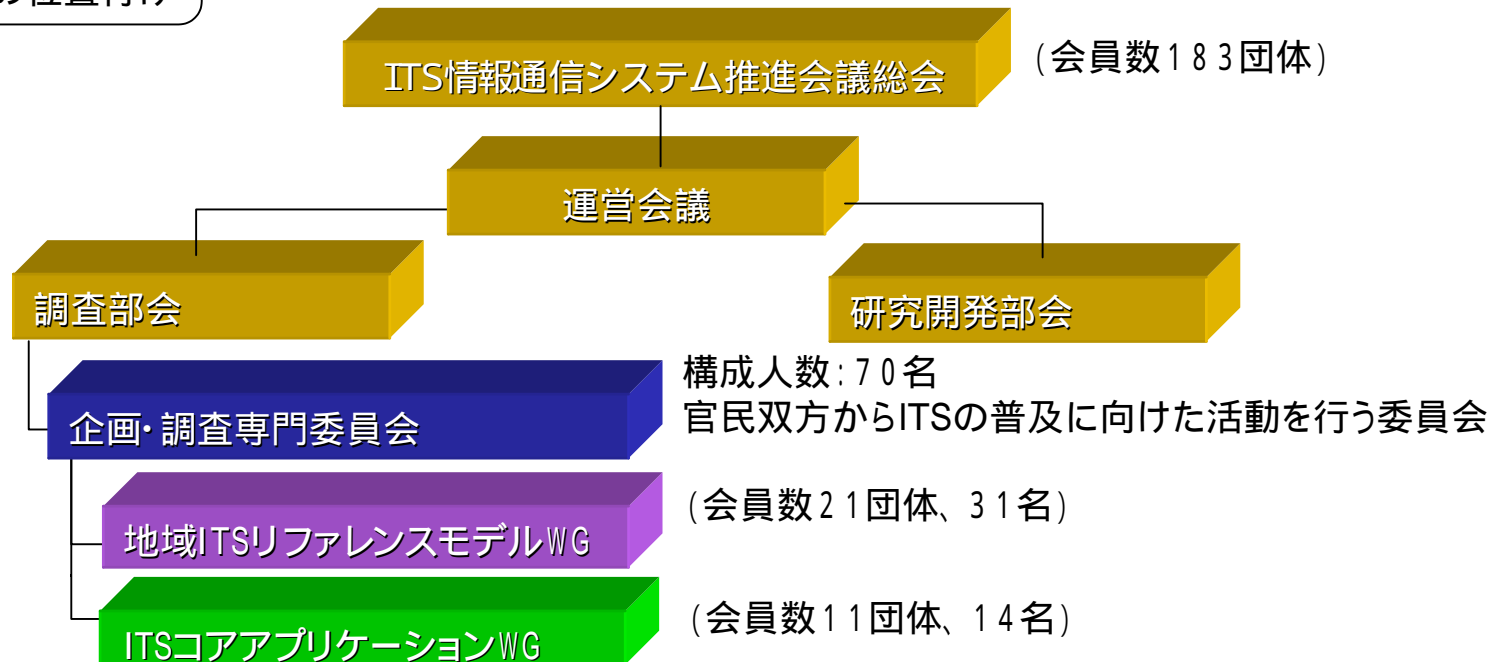 の位置付け
ITS情報通信システム推進会議総会
(会員数183団体)
運営会議
調査部会
研究開発部会
企画・調査専門委員会
構成人数:70名
官民双方からITSの普及に向けた活動を行う委員会
地域ITSリファレンスモデルWG
(会員数21団体、31名)
ITSコアアプリケーションWG
(会員数11団体、14名)